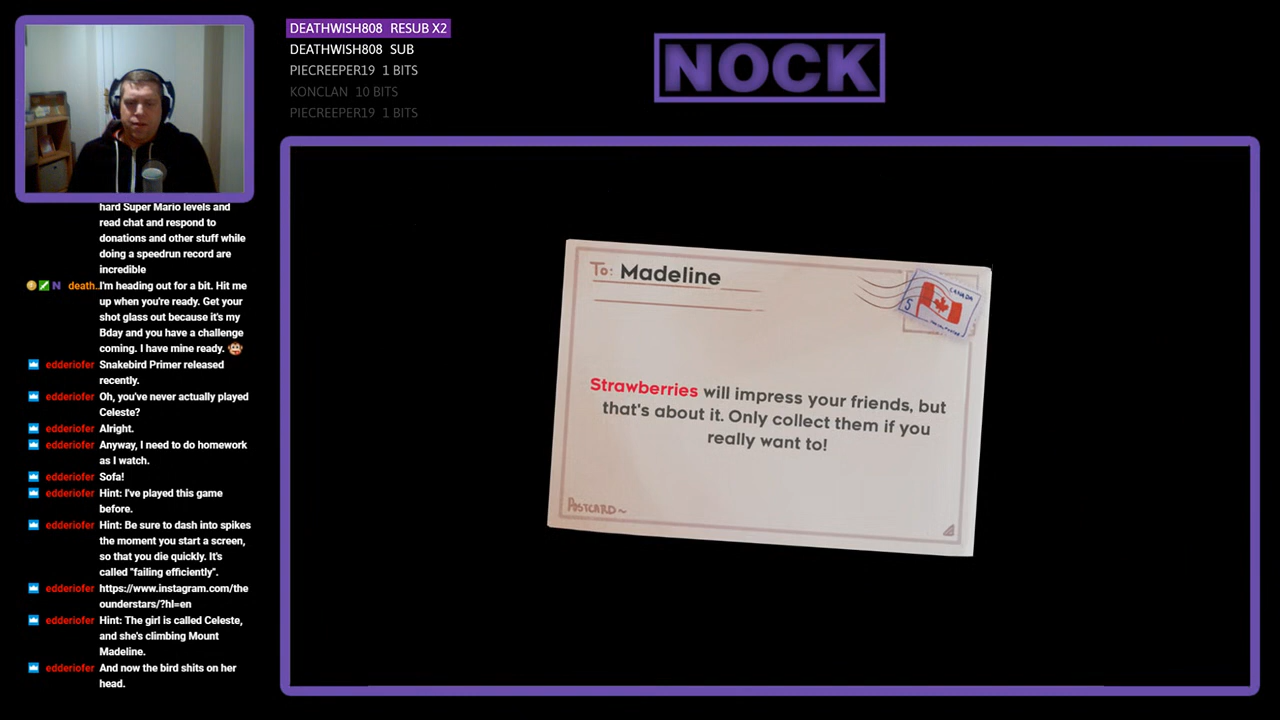 DEATHWISH808 RESUB X2
DEATHWISH808 SUB
PIECREEPER19 1 BITS
KONCLAN 10 BITS
PIECREEPER19 1 BITS
NOCK
hard Super Mario levels and
read chat and respond to
donations and other stuff while
doing a speedrun record are
incredible
death.. I'm heading out for a bit. Hit me
up when you're ready. Get your
shot glass out because it's my
Bday and you have a challenge
coming. I have mine ready.
edderiofer Snakebird Primer released
recently.
edderiofer Oh, you've never actually played
Celeste?
edderiofer Alright.
edderiofer Anyway, I need to do homework
as I watch.
edderiofer Sofa!
edderiofer Hint: I've played this game
before.
edderiofer Hint: Be sure to dash into spikes
the moment you start a screen,
so that you die quickly. It's
called "failing efficiently".
edderiofer https://www.instagram.com/the
ounderstars/?hl=en
edderiofer Hint: The girl is called Celeste,
and she's climbing Mount
Madeline.
edderiofer And now the bird shits on her
head.
To: Madeline
CANADA
5
Strawberries will impress your friends, but
that's about it. Only collect them if you
really want to!
POSTCARD~